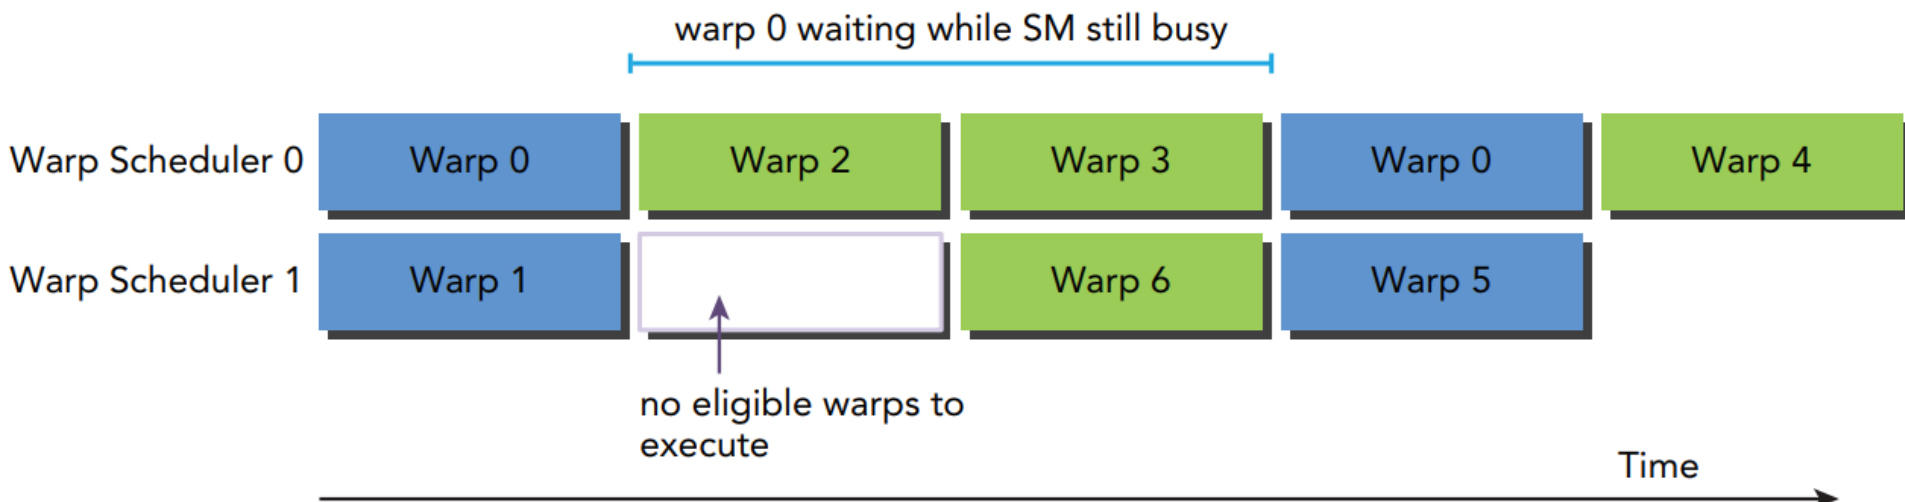 warp 0 waiting while SM still busy
Warp Scheduler 0
Warp 0
Warp 2
Warp 3
Warp 0
Warp 4
Warp Scheduler 1
Warp 1
Warp 6
Warp 5
no eligible warps to
execute
Time